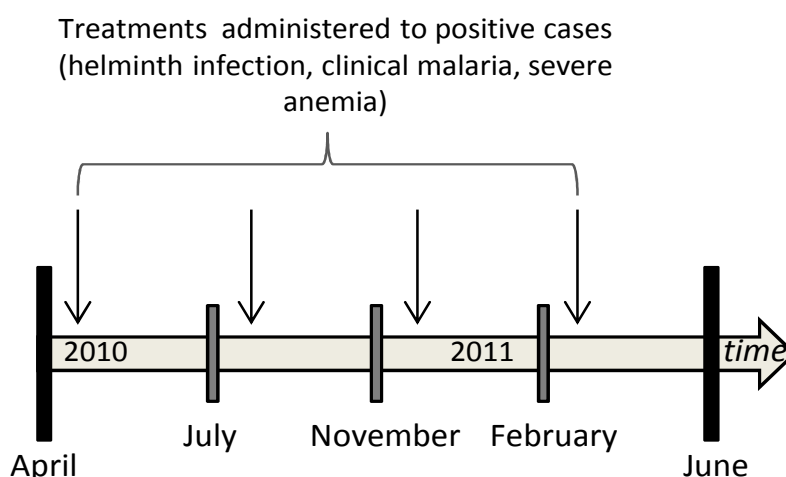 Treatments administered to positive cases
(helminth infection, clinical malaria, severe
anemia)
2010
2011
time
July
November
February
April
June